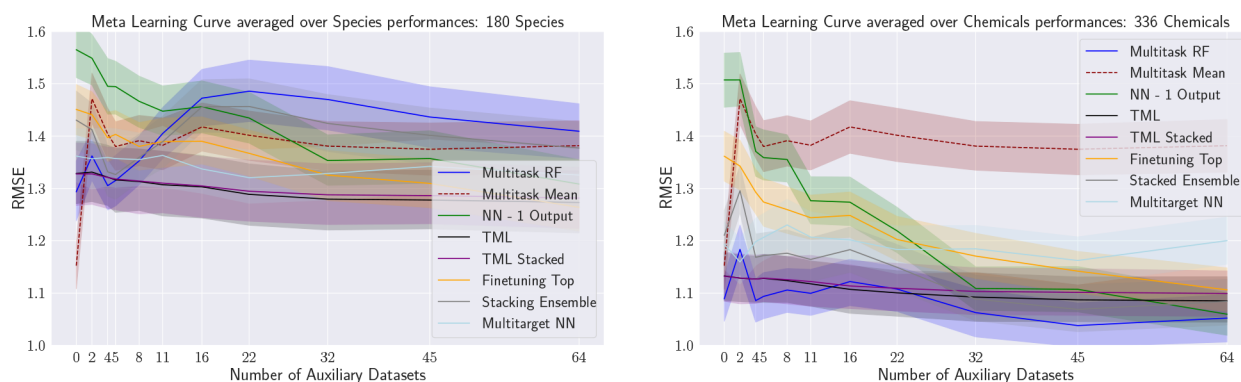 Meta Learning Curve averaged over Species performances: 180 Species
1.6
1.5
1.4
1.3
1.2
1.1
1.0
RMSE
0 2 4 5 8 11 16 22 32 45 64
Number of Auxiliary Datasets
Multitask RF
Multitask Mean
NN - 1 Output
TML
TML Stacked
Finetuning Top
Stacking Ensemble
Multitarget NN
Meta Learning Curve averaged over Chemicals performances: 336 Chemicals
1.6
1.5
1.4
1.3
1.2
1.1
1.0
RMSE
0 2 4 5 8 11 16 22 32 45 64
Number of Auxiliary Datasets
Multitask RF
Multitask Mean
NN - 1 Output
TML
TML Stacked
Finetuning Top
Stacked Ensemble
Multitarget NN